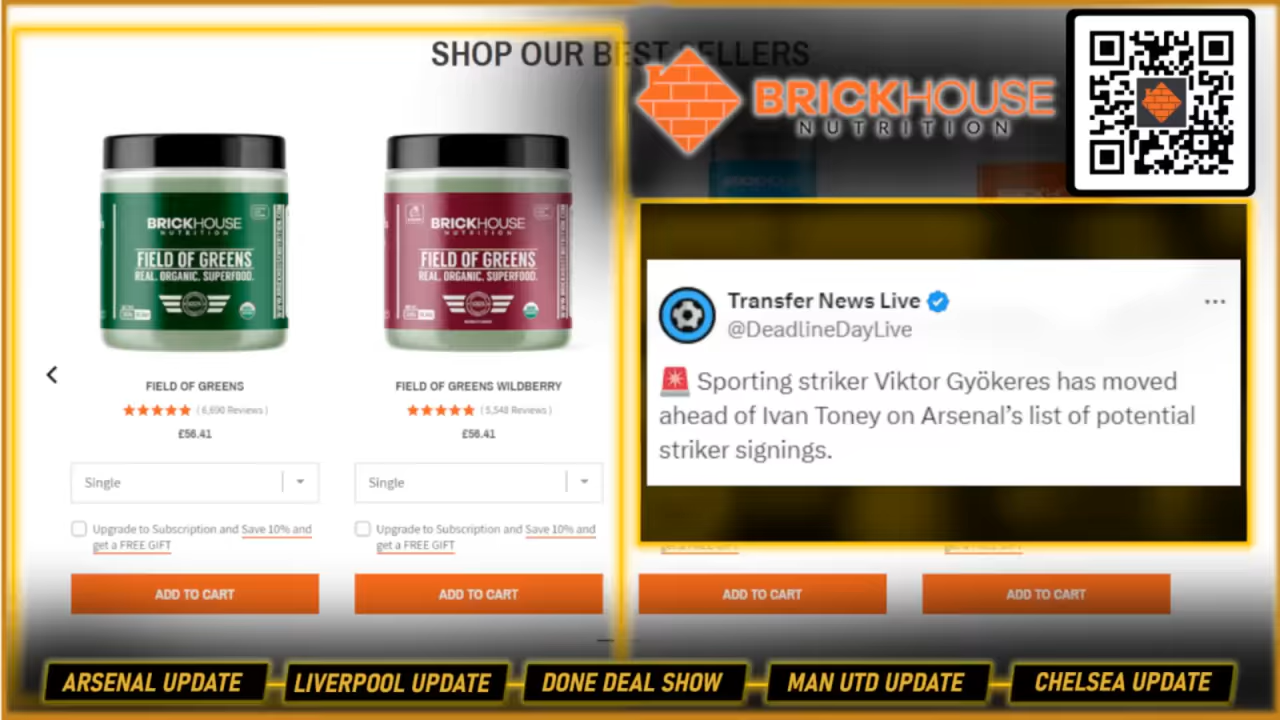 SHOP OUR BEST SELLERS
BRICKHOUSE
NUTRITION
BRICKHOUSE
NUTRITION
FIELD OF GREENS
REAL. ORGANIC. SUPERFOOD.
BRICKHOUSE
NUTRITION
FIELD OF GREENS
REAL. ORGANIC. SUPERFOOD.
FIELD OF GREENS
( 6,690 Reviews )
£56.41
Single
Upgrade to Subscription and Save 10% and
get a FREE GIFT
ADD TO CART
FIELD OF GREENS WILDBERRY
( 5,548 Reviews )
£56.41
Single
Upgrade to Subscription and Save 10% and
get a FREE GIFT
ADD TO CART
Transfer News Live
@DeadlineDayLive
🚨 Sporting striker Viktor Gyökeres has moved
ahead of Ivan Toney on Arsenal’s list of potential
striker signings.
ADD TO CART
ADD TO CART
ARSENAL UPDATE
LIVERPOOL UPDATE
DONE DEAL SHOW
MAN UTD UPDATE
CHELSEA UPDATE